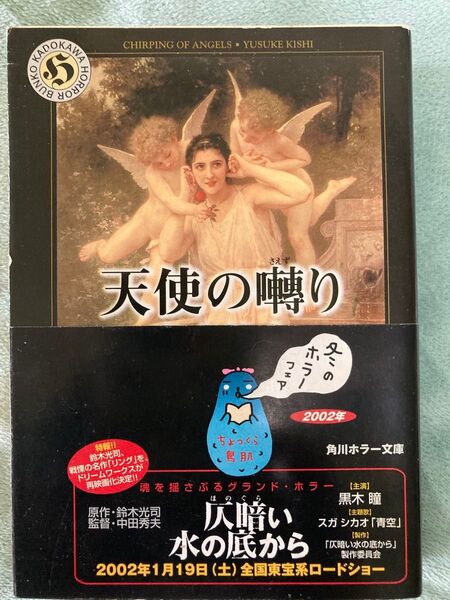 CHIRPING OF ANGELS • YUSUKE KISHI
BUNKO KADOKAWA HORROR
H
さえず
天使の囀り
冬の
ホラー
フェア
2002年
ちょっくら
鳥肌
角川ホラー文庫
特報!!
鈴木光司、
戦慄の名作「リング」を
ドリームワークスが
再映画化決定!!
魂を揺さぶるグランド・ホラー
原作・鈴木光司
監督・中田秀夫
ほのぐら
仄暗い
水の底から
【主演】
黒木 瞳
【主題歌】
スガ シカオ「青空」
【製作】
「仄暗い水の底から」
製作委員会
2002年1月19日(土)全国東宝系ロードショー